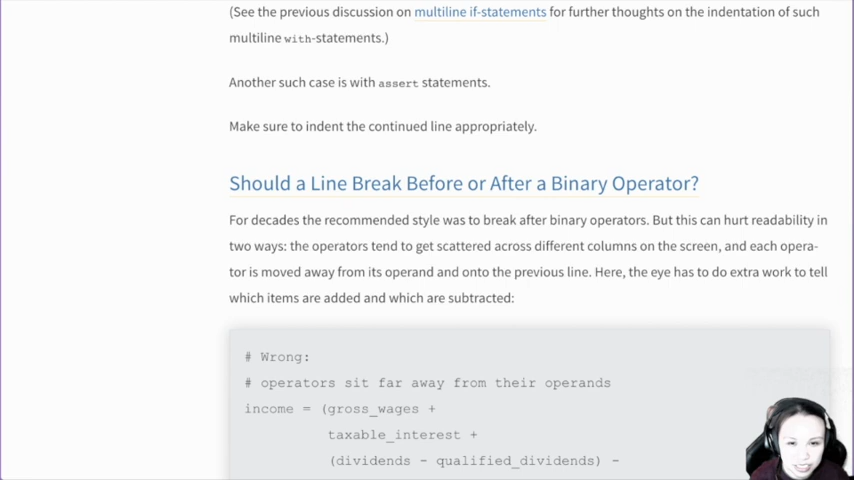 (See the previous discussion on multiline if-statements for further thoughts on the indentation of such
multiline with-statements.)
Another such case is with assert statements.
Make sure to indent the continued line appropriately.
Should a Line Break Before or After a Binary Operator?
For decades the recommended style was to break after binary operators. But this can hurt readability in
two ways: the operators tend to get scattered across different columns on the screen, and each opera-
tor is moved away from its operand and onto the previous line. Here, the eye has to do extra work to tell
which items are added and which are subtracted:
# Wrong:
# operators sit far away from their operands
income = (gross_wages +
taxable_interest +
(dividends - qualified_dividends) -